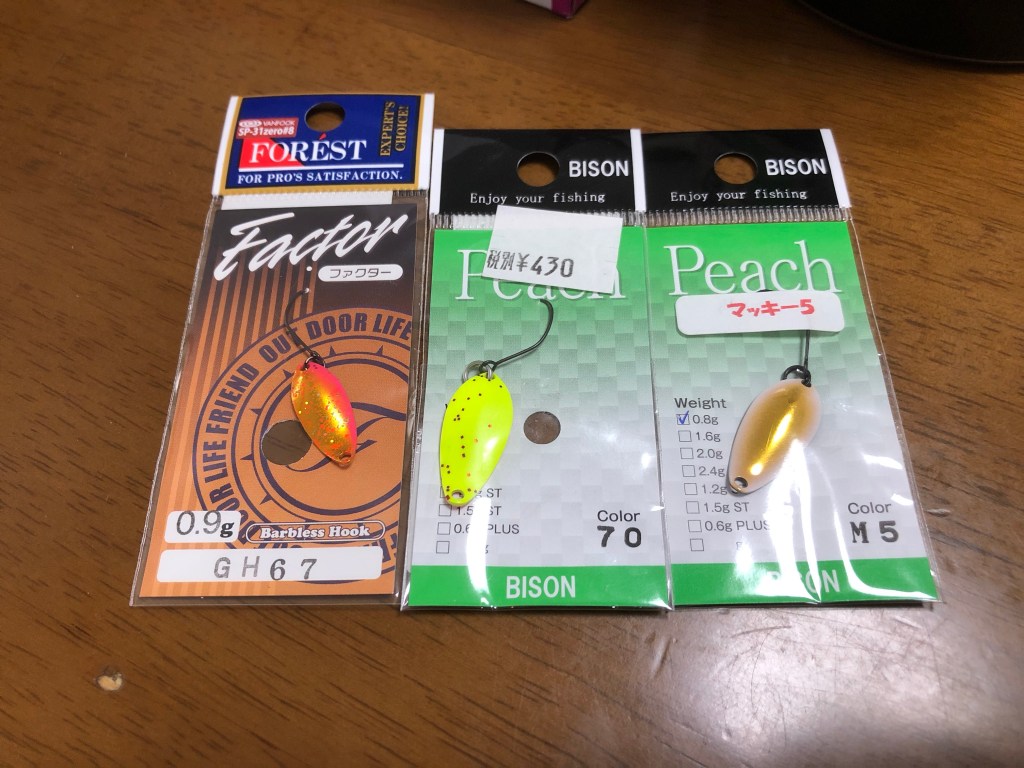 VANFOOK
SP-31zero#8
FORÉST
EXPERT'S
CHOICE!
FOR PRO'S SATISFACTION.
Factor
ファクター
OUT DOOR LIFE
LIFE FRIEND
0.9g
Barbless Hook
GH67
BISON
Enjoy your fishing
税別¥430
Peach
ST
ST
PLUS
Color
70
BISON
BISON
Enjoy your fishing
Peach
マッキー5
Weight
0.8g
1.6g
2.0g
2.4g
1.2g
1.5g ST
0.6g PLUS
Color
M5